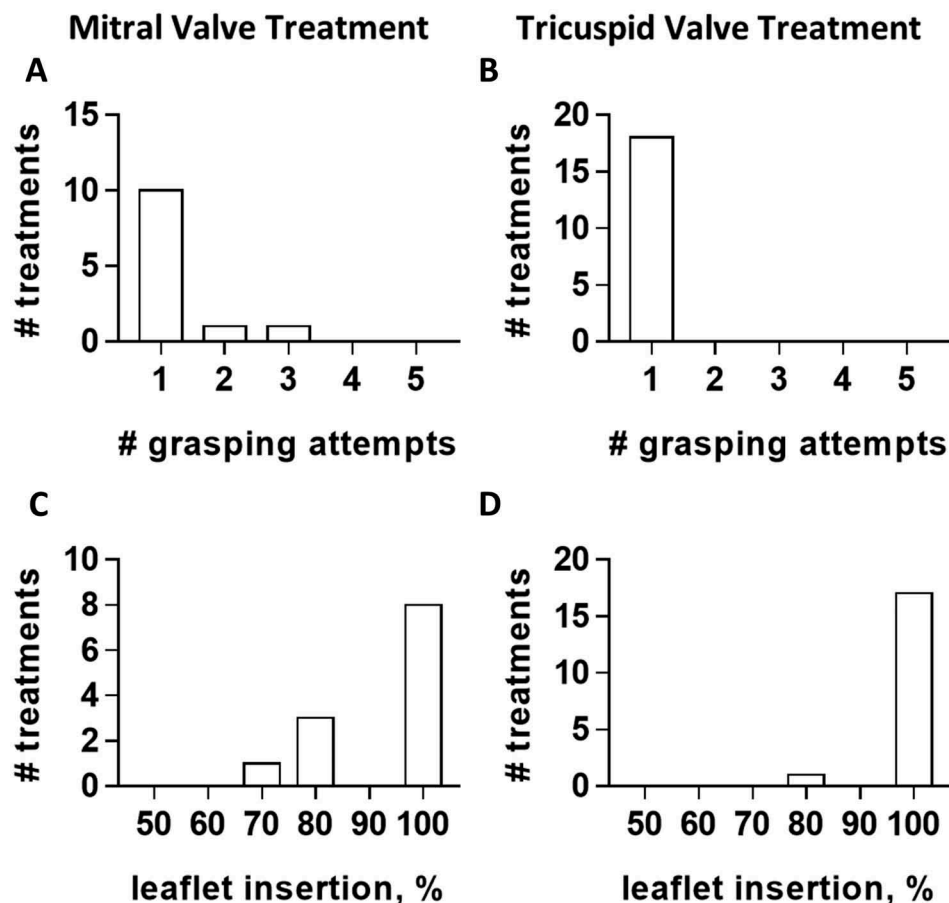 Mitral Valve Treatment
Tricuspid Valve Treatment
A
15
10
5
0
# treatments
1 2 3 4 5
# grasping attempts
B
20
15
10
5
0
# treatments
1 2 3 4 5
# grasping attempts
C
10
8
6
4
2
0
# treatments
50 60 70 80 90 100
leaflet insertion, %
D
20
15
10
5
0
# treatments
50 60 70 80 90 100
leaflet insertion, %